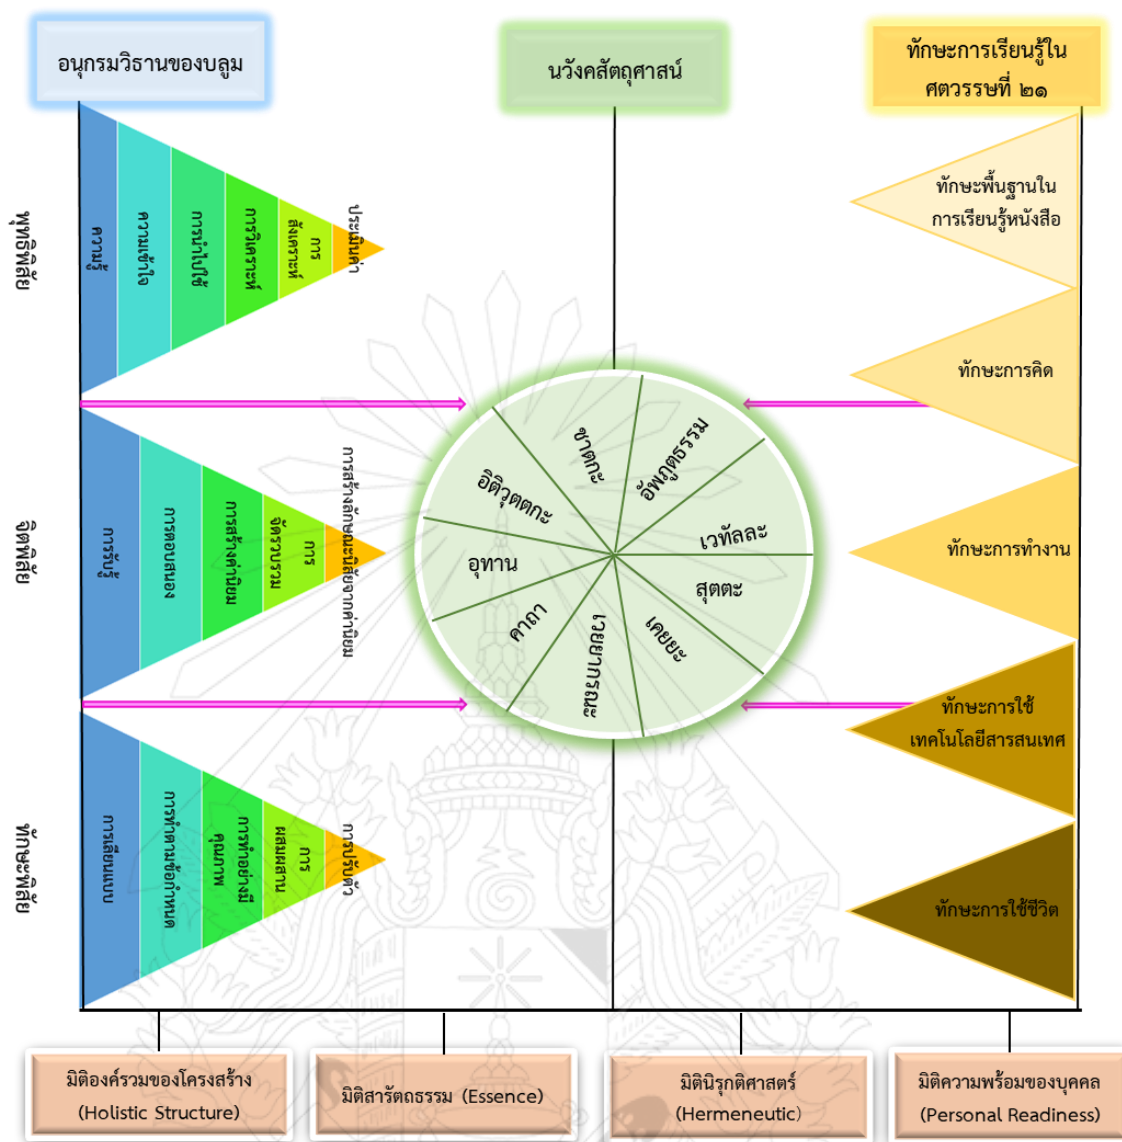 อนุกรมวิธานของบลูม
นวังคสัตถุศาสน์
ทักษะการเรียนรู้ใน
ศตวรรษที่ ๒๑
พุทธิพิสัย
ความรู้
ความเข้าใจ
การนำไปใช้
การวิเคราะห์
การ
สังเคราะห์
ประเมินค่า
จิตพิสัย
การรับรู้
การตอบสนอง
การสร้างค่านิยม
การ
จัดรวบรวม
การสร้างลักษณะนิสัยจากค่านิยม
ทักษะพิสัย
การเลียนแบบ
การทำตามข้อกำหนด
การทำอย่างมี
คุณภาพ
การ
ผสมผสาน
การปรับตัว
ชาตกะ
อัพภูตธรรม
เวทัลละ
สุตตะ
เคยยะ
เวยยากรณะ
คาถา
อุทาน
อิติวุตตกะ
ทักษะพื้นฐานใน
การเรียนรู้หนังสือ
ทักษะการคิด
ทักษะการทำงาน
ทักษะการใช้
เทคโนโลยีสารสนเทศ
ทักษะการใช้ชีวิต
มิติองค์รวมของโครงสร้าง
(Holistic Structure)
มิติสารัตถธรรม (Essence)
มิตินิรุกติศาสตร์
(Hermeneutic)
มิติความพร้อมของบุคคล
(Personal Readiness)